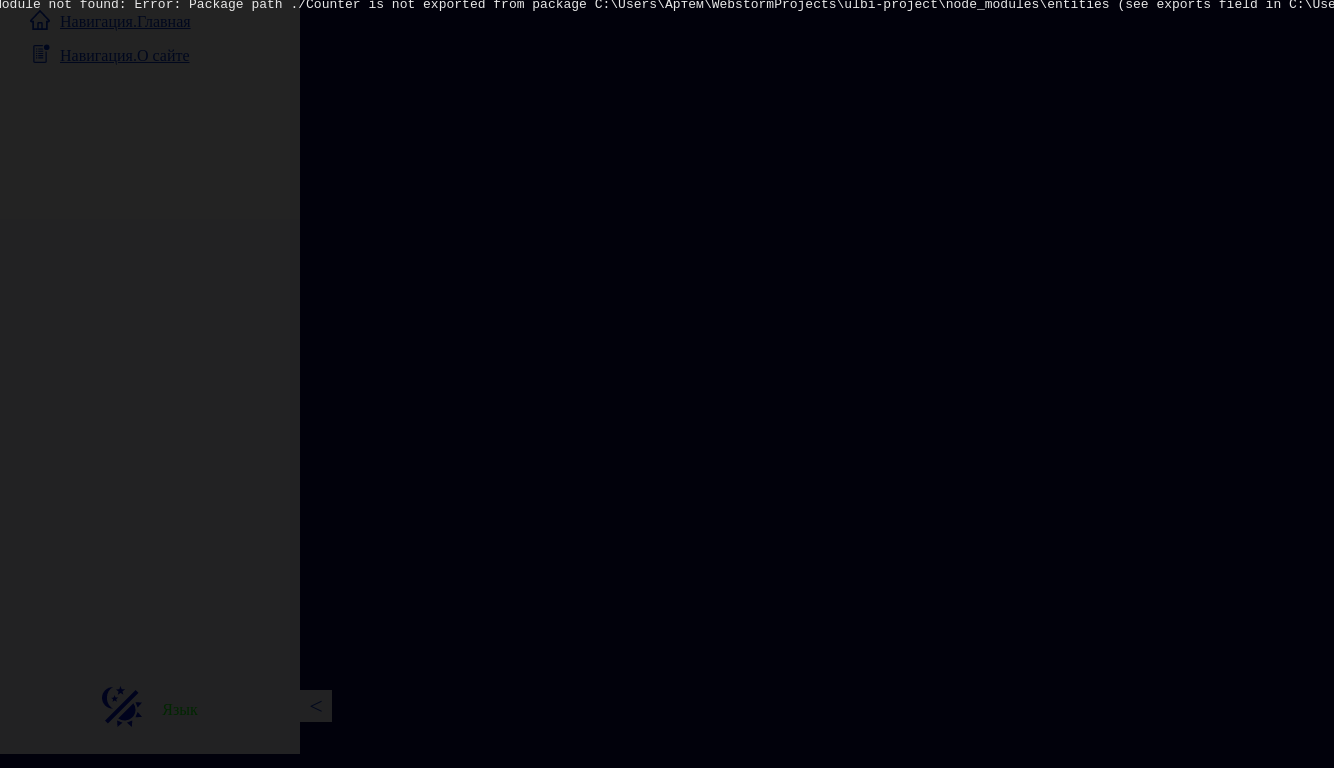 Module not found: Error: Package path ./Counter is not exported from package C:\Users\Артем\WebstormProjects\ulbi-project\node_modules\entities (see exports field in C:\Use
Навигация.Главная
Навигация.О сайте
Язык
<